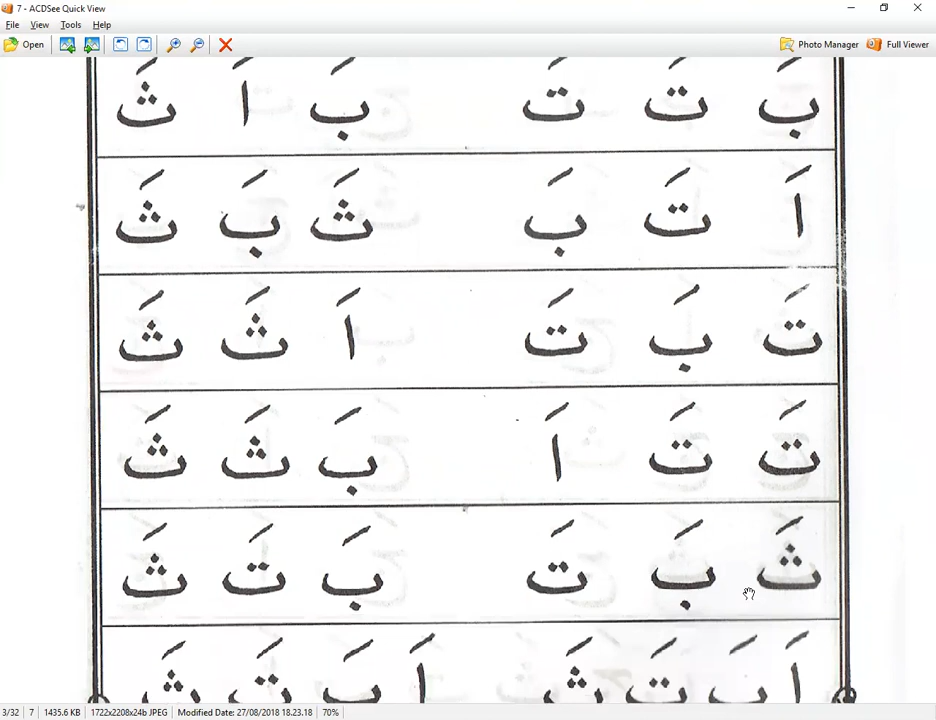 7 - ACDSee Quick View
File View Tools Help
Open Photo Manager Full Viewer
بَ تَ تَ بَ اَ ثَ
اَ تَ بَ ثَ بَ ثَ
تَ بَ تَ اَ ثَ ثَ
تَ تَ اَ بَ ثَ ثَ
ثَ بَ تَ بَ تَ ثَ
اَ بَ تَ ثَ اَ بَ تَ ثَ
3/32 7 1435.6 KB 1722x2208x24b JPEG Modified Date: 27/08/2018 18.23.18 70%